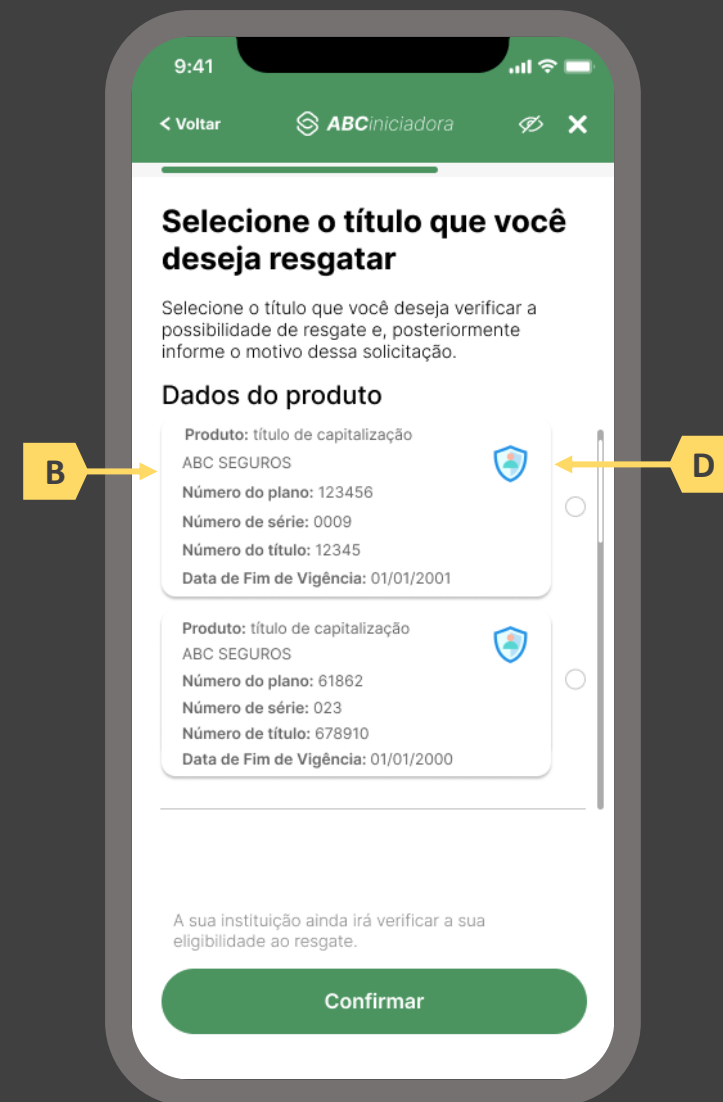 9:41
< Voltar
ABCiniciadora
Selecione o título que você
deseja resgatar
Selecione o título que você deseja verificar a
possibilidade de resgate e, posteriormente
informe o motivo dessa solicitação.
Dados do produto
Produto: título de capitalização
ABC SEGUROS
Número do plano: 123456
Número de série: 0009
Número do título: 12345
Data de Fim de Vigência: 01/01/2001
B
D
Produto: título de capitalização
ABC SEGUROS
Número do plano: 61862
Número de série: 023
Número de título: 678910
Data de Fim de Vigência: 01/01/2000
A sua instituição ainda irá verificar a sua
eligibilidade ao resgate.
Confirmar